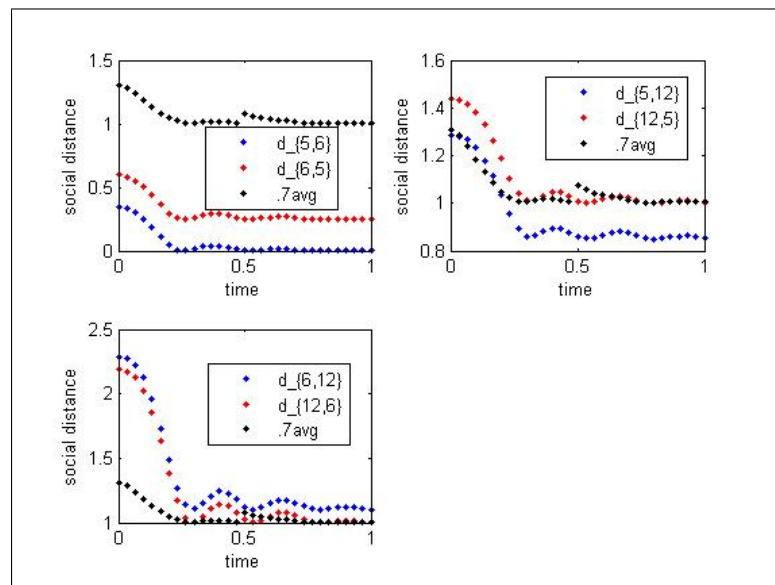 1.5
1
0.5
0
social distance
0
0.5
1
time
d_{5,6}
d_{6,5}
.7avg
1.6
1.4
1.2
1
0.8
social distance
0
0.5
1
time
d_{5,12}
d_{12,5}
.7avg
2.5
2
1.5
1
social distance
0
0.5
1
time
d_{6,12}
d_{12,6}
.7avg